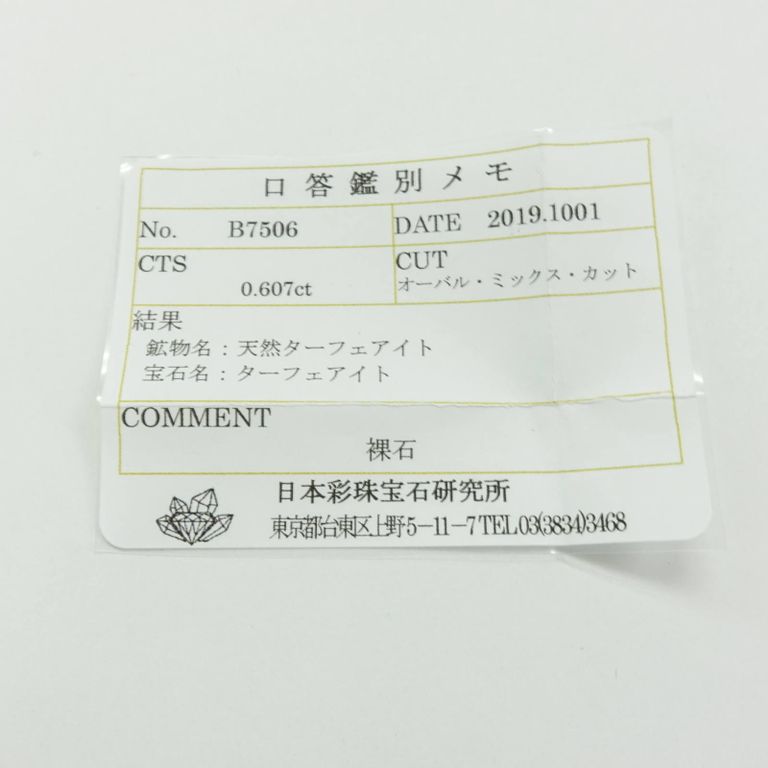 口答鑑別メモ
No. B7506 DATE 2019.1001
CTS 0.607ct CUT オーバル・ミックス・カット
結果
鉱物名：天然ターフェアイト
宝石名：ターフェアイト
COMMENT
裸石
日本彩珠宝石研究所
東京都台東区上野5-11-7 TEL03(3834)3468